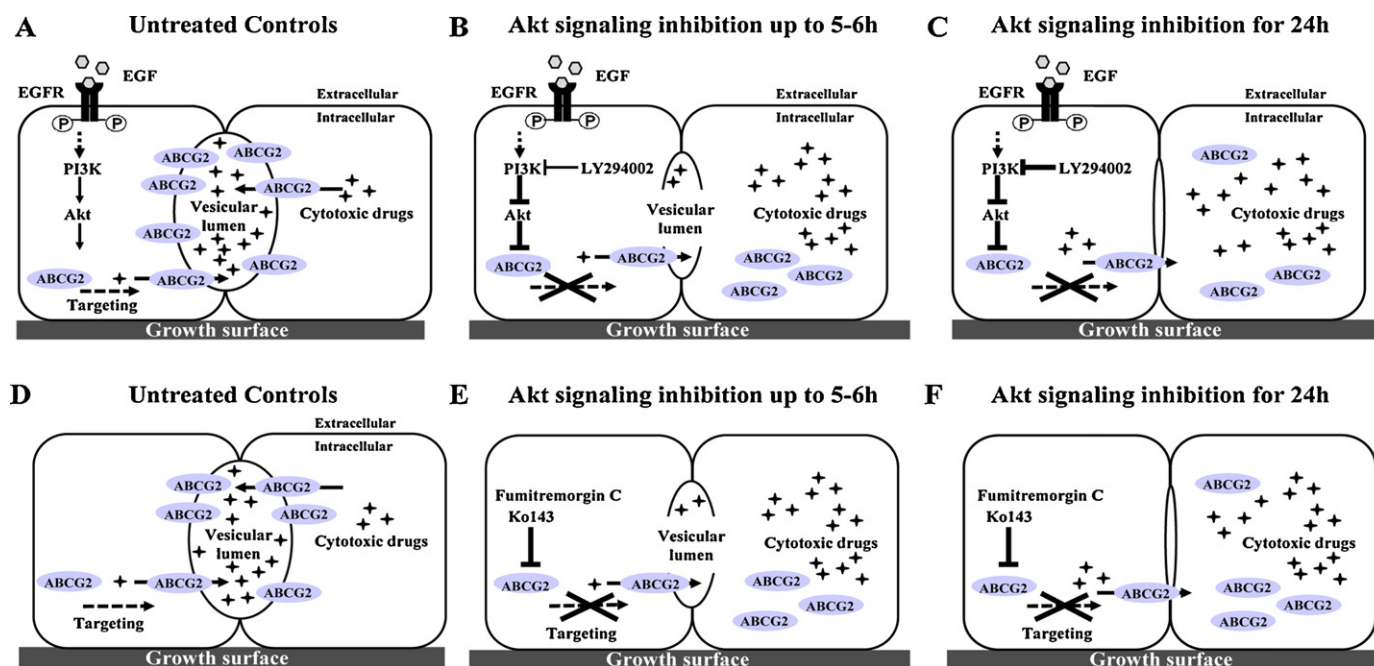 A
Untreated Controls
EGF
EGFR
Extracellular
Intracellular
P
P
PI3K
Akt
ABCG2
ABCG2
ABCG2
ABCG2
ABCG2
Vesicular
lumen
Cytotoxic drugs
ABCG2
ABCG2
ABCG2
ABCG2
Targeting
Growth surface
B
Akt signaling inhibition up to 5-6h
EGF
EGFR
Extracellular
Intracellular
P
P
PI3K
LY294002
Akt
Vesicular
lumen
Cytotoxic drugs
ABCG2
ABCG2
ABCG2
ABCG2
ABCG2
Growth surface
C
Akt signaling inhibition for 24h
EGF
EGFR
Extracellular
Intracellular
P
P
PI3K
LY294002
ABCG2
Akt
Cytotoxic drugs
ABCG2
ABCG2
ABCG2
ABCG2
Growth surface
D
Untreated Controls
Extracellular
Intracellular
ABCG2
ABCG2
ABCG2
ABCG2
Vesicular
lumen
Cytotoxic drugs
ABCG2
ABCG2
ABCG2
Targeting
Growth surface
E
Akt signaling inhibition up to 5-6h
Fumitremorgin C
Ko143
Vesicular
lumen
Cytotoxic drugs
ABCG2
ABCG2
ABCG2
ABCG2
ABCG2
Targeting
Growth surface
F
Akt signaling inhibition for 24h
Fumitremorgin C
Ko143
ABCG2
Cytotoxic drugs
ABCG2
ABCG2
ABCG2
ABCG2
ABCG2
Targeting
Growth surface